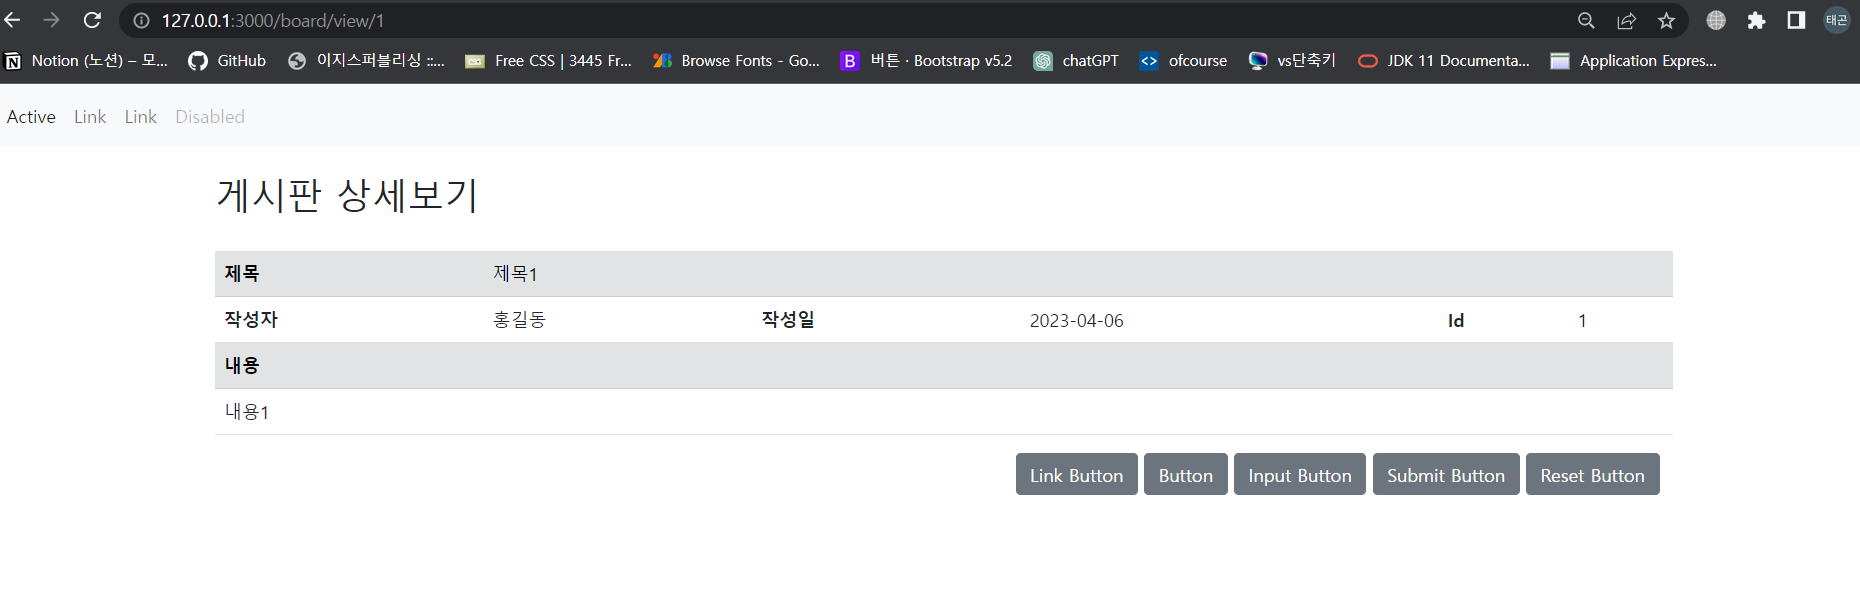 127.0.0.1:3000/board/view/1
태곤
Notion (노션) – 모... GitHub 이지스퍼블리싱 ::... Free CSS | 3445 Fr... Browse Fonts - Go... B 버튼 · Bootstrap v5.2 chatGPT <> ofcourse vs단축키 JDK 11 Documenta... Application Expres...
Active Link Link Disabled
게시판 상세보기
제목 제목1
작성자 홍길동 작성일 2023-04-06 Id 1
내용
내용1
Link Button Button Input Button Submit Button Reset Button